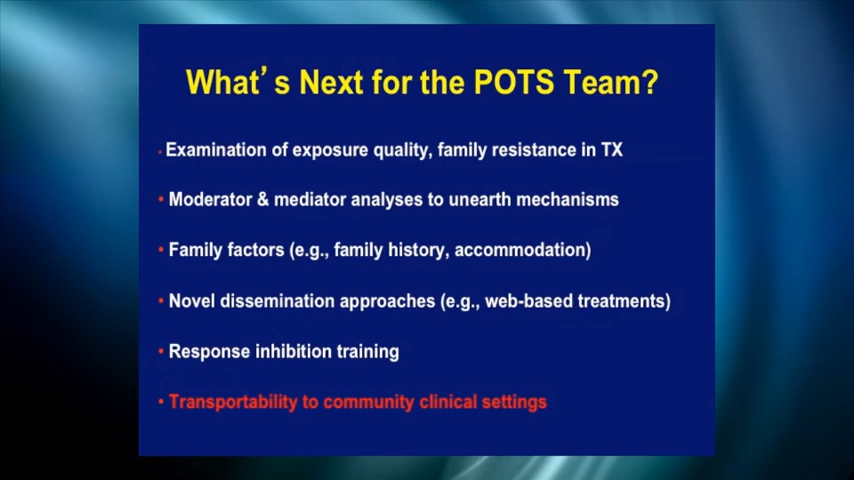 What's Next for the POTS Team?
• Examination of exposure quality, family resistance in TX
• Moderator & mediator analyses to unearth mechanisms
• Family factors (e.g., family history, accommodation)
• Novel dissemination approaches (e.g., web-based treatments)
• Response inhibition training
• Transportability to community clinical settings